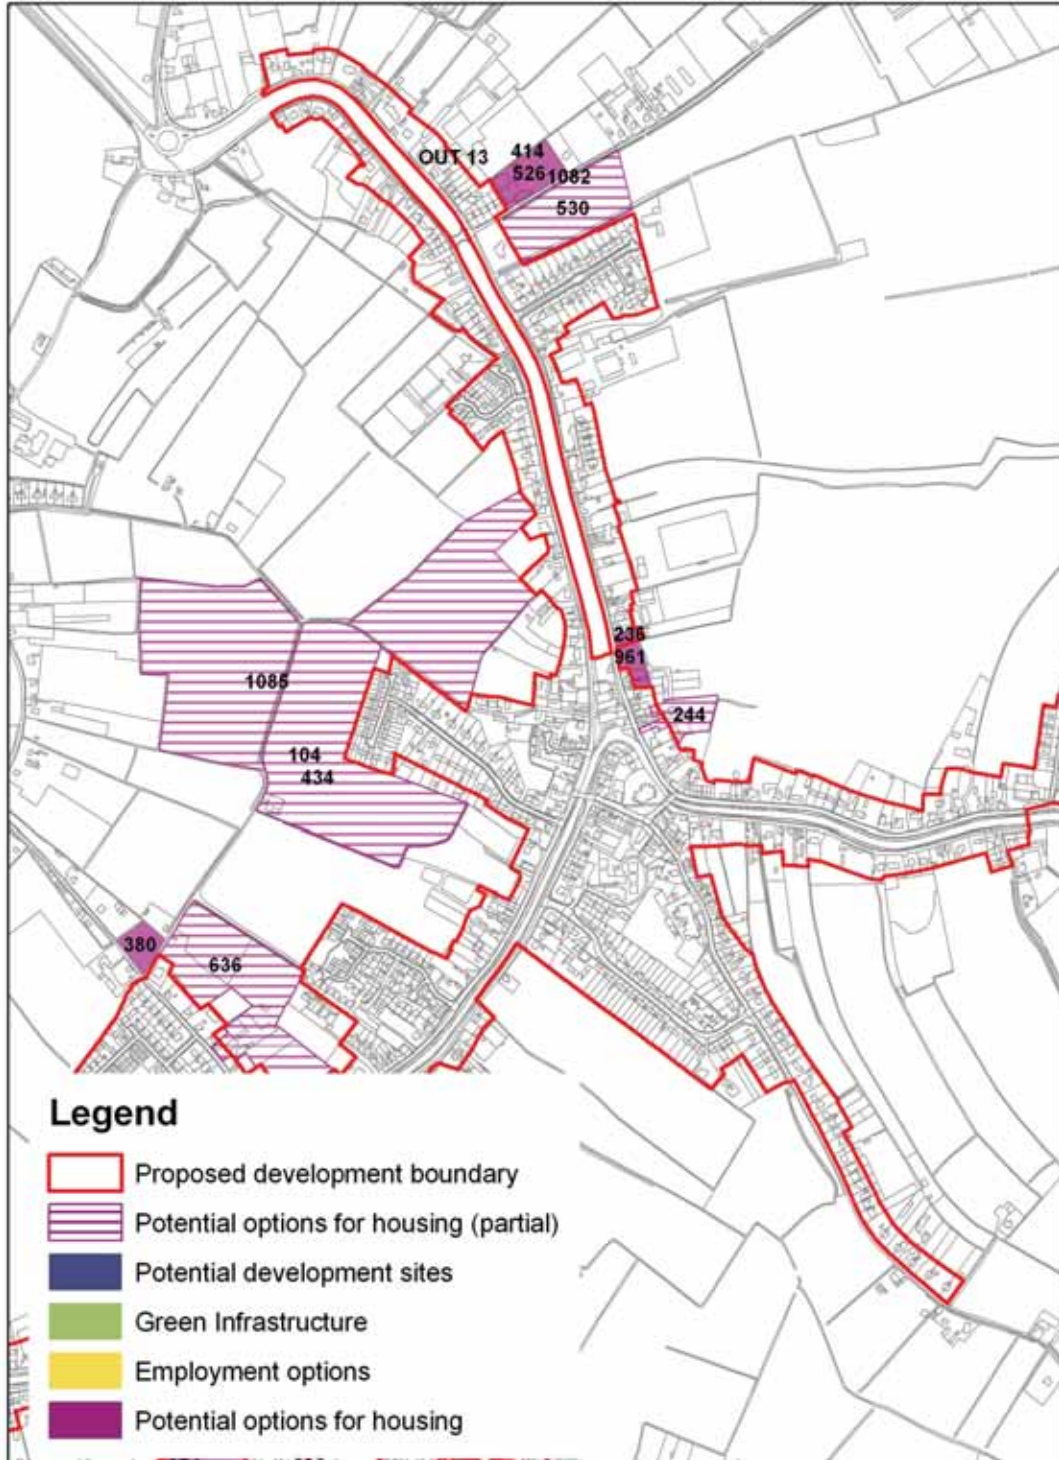 OUT 13
414
526 1082
530
236
961
244
1085
104
434
380
636
Legend
Proposed development boundary
Potential options for housing (partial)
Potential development sites
Green Infrastructure
Employment options
Potential options for housing